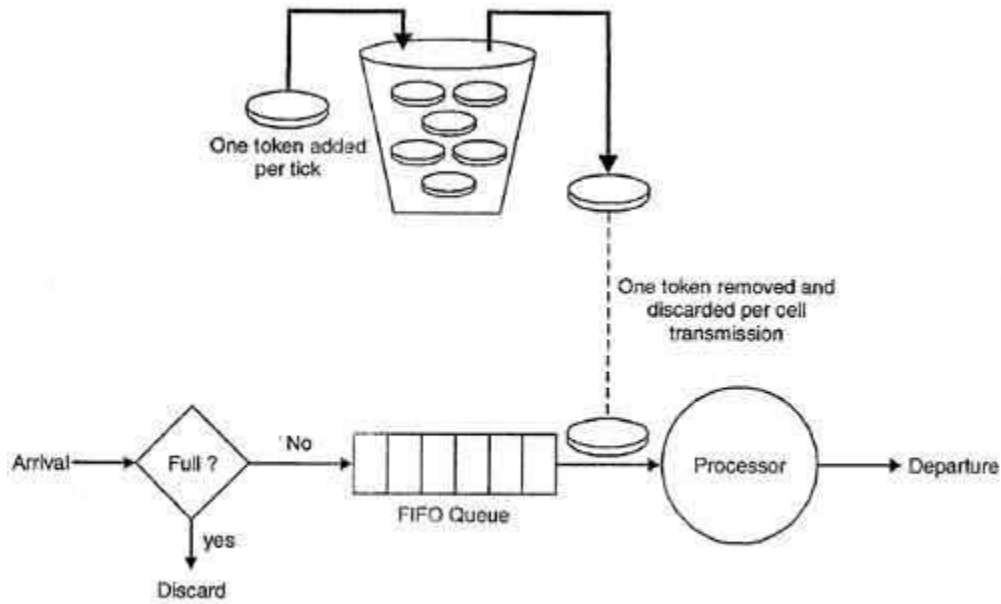 One token added
per tick
One token removed and
discarded per cell
transmission
Arrival
Full ?
No
yes
Discard
FIFO Queue
Processor
Departure